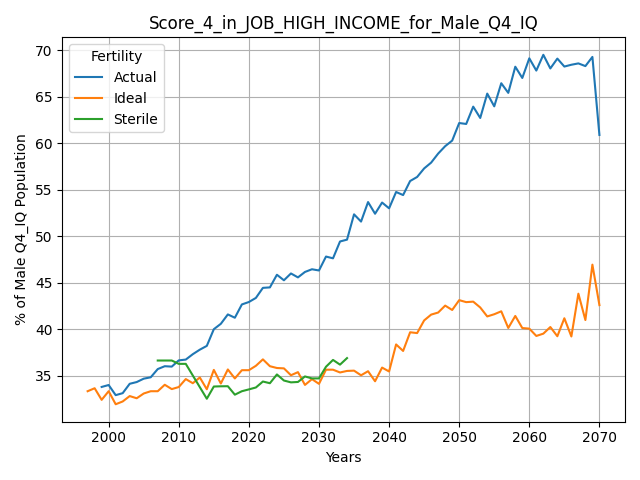 Score_4_in_JOB_HIGH_INCOME_for_Male_Q4_IQ
Fertility
Actual
Ideal
Sterile
% of Male Q4_IQ Population
70
65
60
55
50
45
40
35
2000 2010 2020 2030 2040 2050 2060 2070
Years